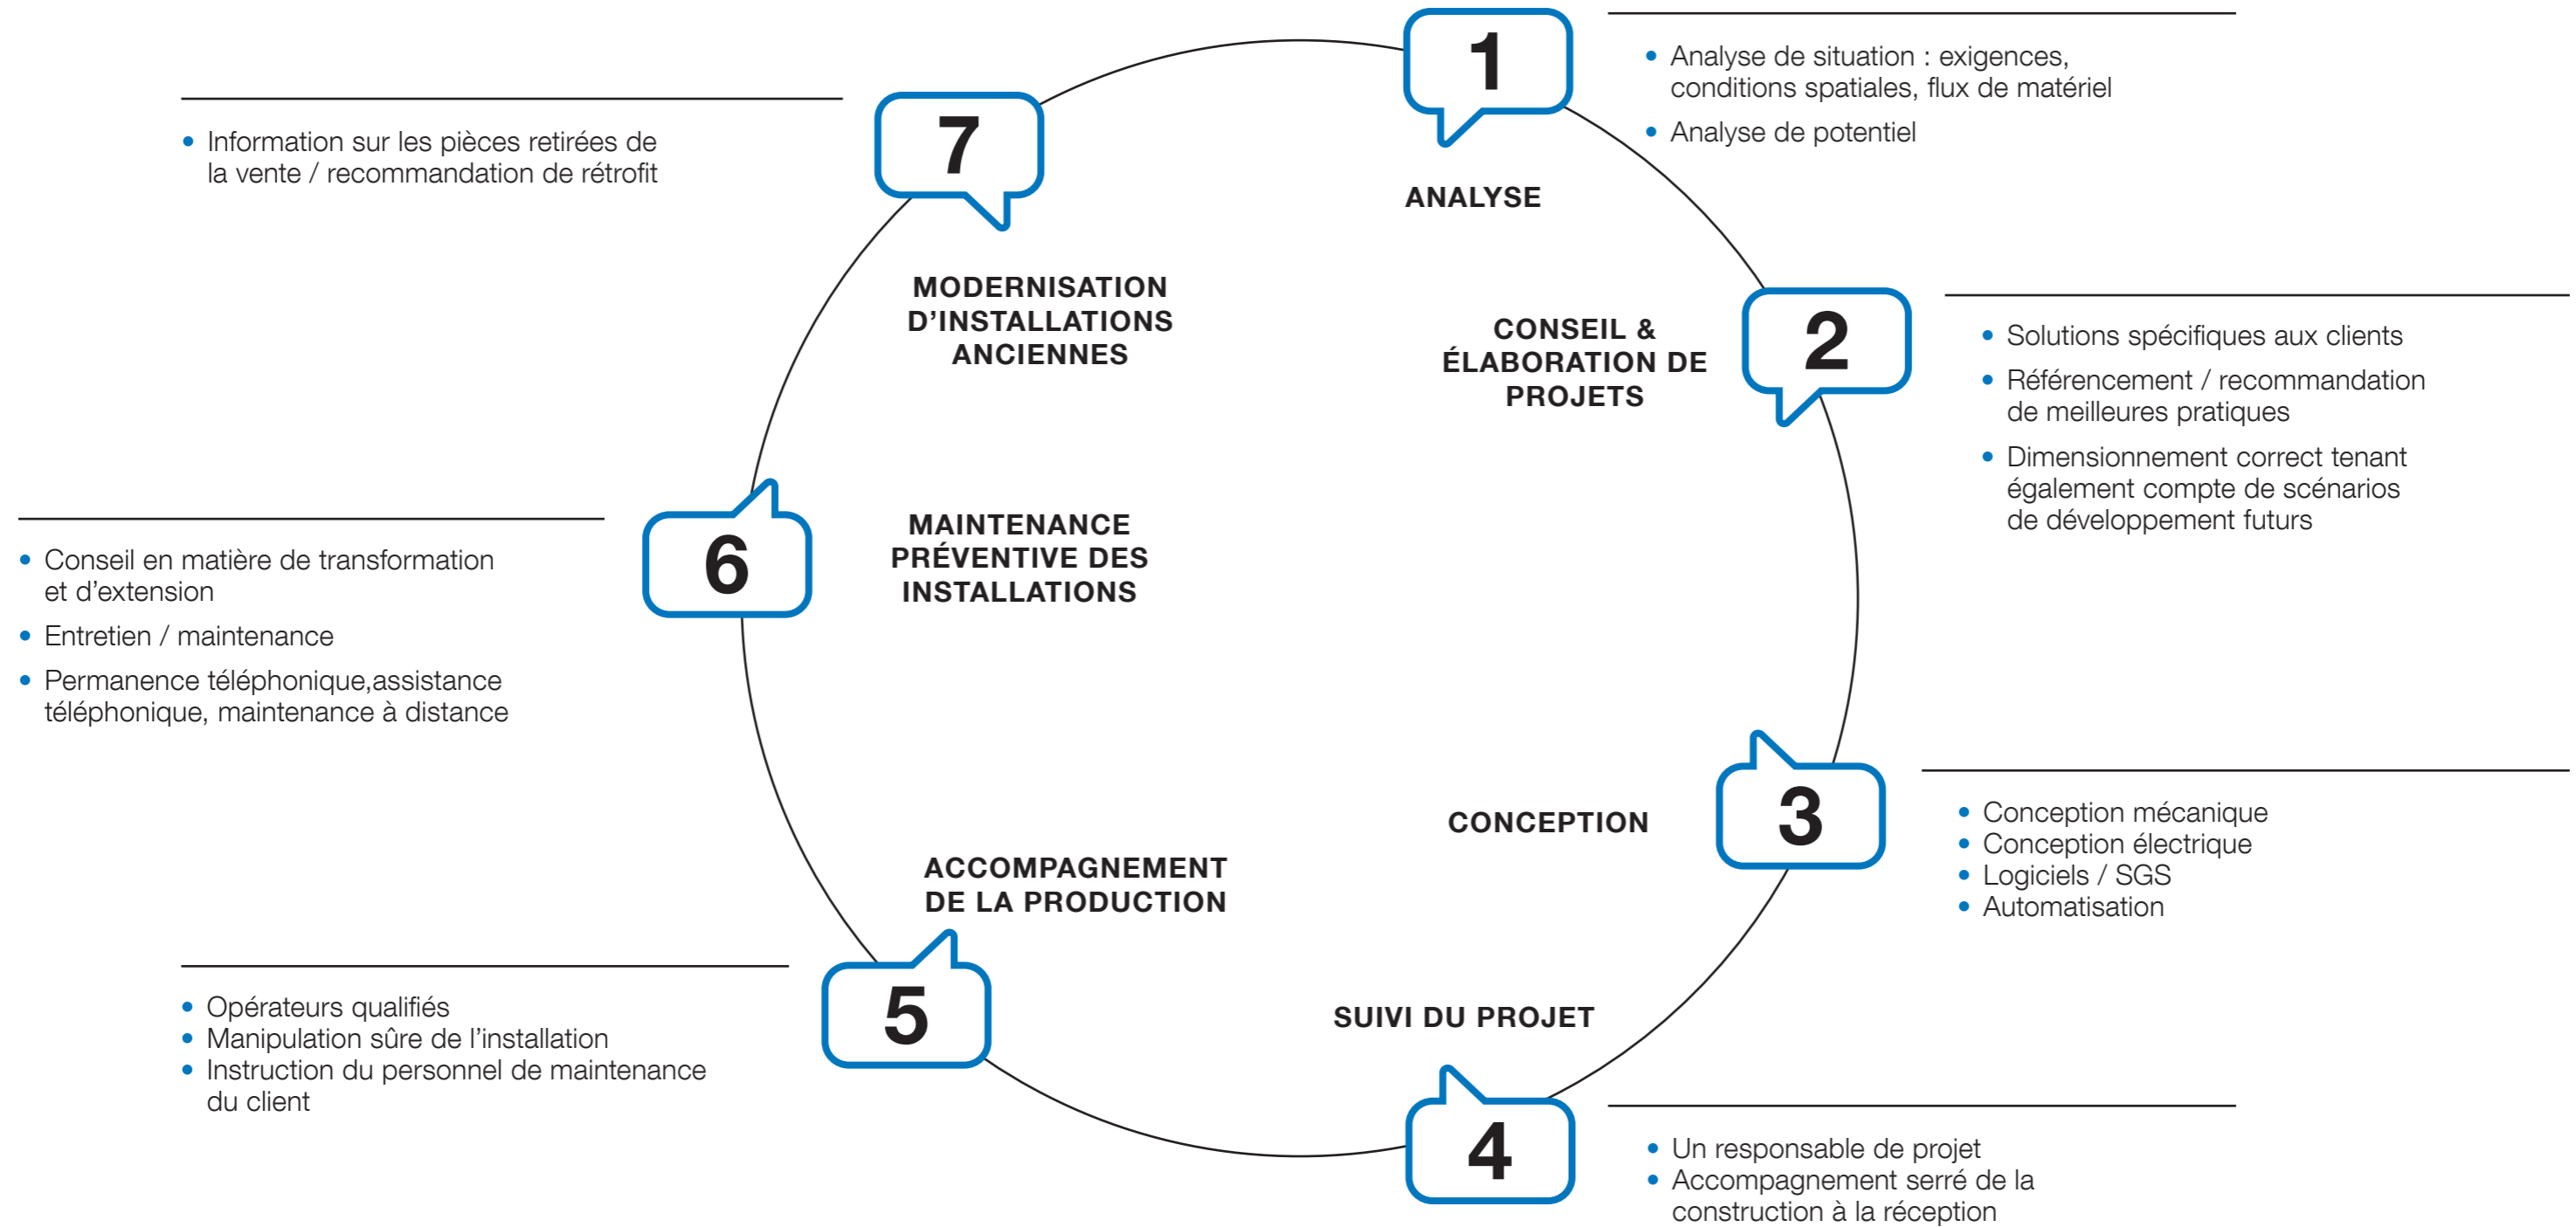 1
ANALYSE
• Analyse de situation : exigences,
conditions spatiales, flux de matériel
• Analyse de potentiel
2
CONSEIL &
ÉLABORATION DE
PROJETS
• Solutions spécifiques aux clients
• Référencement / recommandation
de meilleures pratiques
• Dimensionnement correct tenant
également compte de scénarios
de développement futurs
3
CONCEPTION
• Conception mécanique
• Conception électrique
• Logiciels / SGS
• Automatisation
4
SUIVI DU PROJET
• Un responsable de projet
• Accompagnement serré de la
construction à la réception
5
ACCOMPAGNEMENT
DE LA PRODUCTION
• Opérateurs qualifiés
• Manipulation sûre de l’installation
• Instruction du personnel de maintenance
du client
6
MAINTENANCE
PRÉVENTIVE DES
INSTALLATIONS
• Conseil en matière de transformation
et d’extension
• Entretien / maintenance
• Permanence téléphonique,assistance
téléphonique, maintenance à distance
7
MODERNISATION
D’INSTALLATIONS
ANCIENNES
• Information sur les pièces retirées de
la vente / recommandation de rétrofit